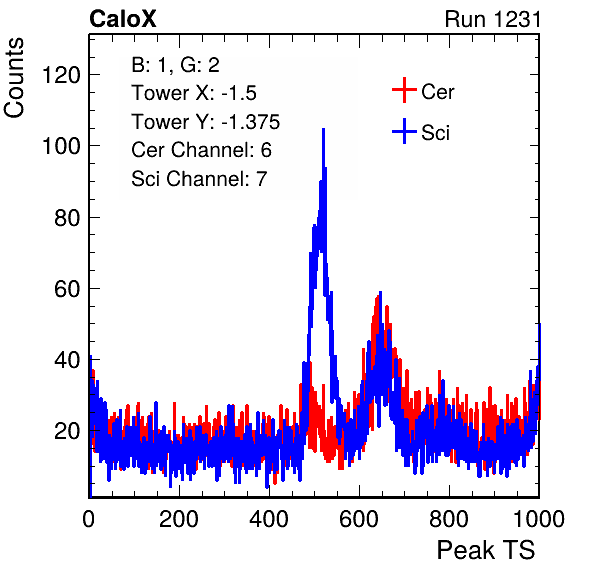 CaloX
Run 1231
Counts
B: 1, G: 2
Tower X: -1.5
Tower Y: -1.375
Cer Channel: 6
Sci Channel: 7
Cer
Sci
120
100
80
60
40
20
0 200 400 600 800 1000
Peak TS